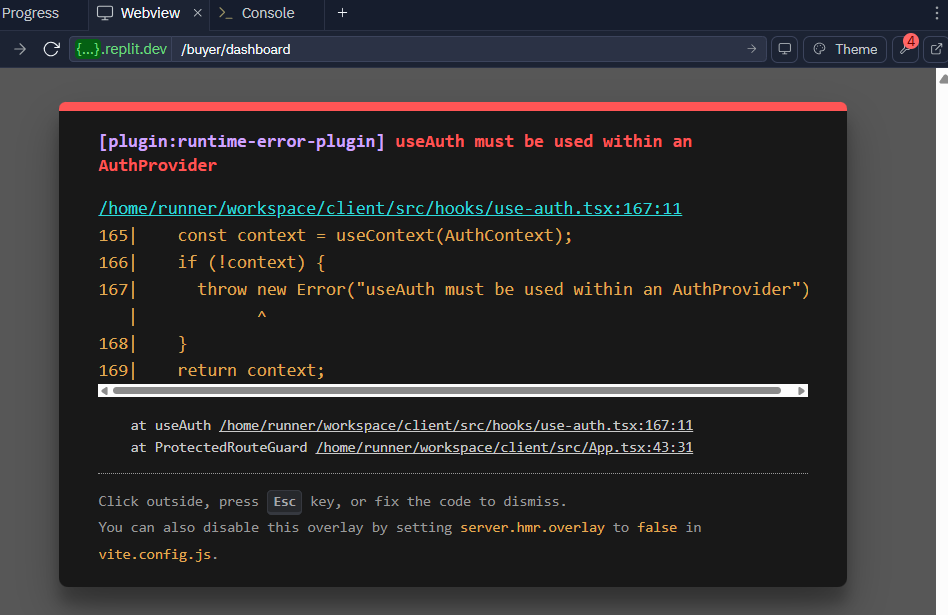 Progress Webview × Console +
{...}.replit.dev /buyer/dashboard Theme 4
[plugin:runtime-error-plugin] useAuth must be used within an
AuthProvider
/home/runner/workspace/client/src/hooks/use-auth.tsx:167:11
165|    const context = useContext(AuthContext);
166|    if (!context) {
167|      throw new Error("useAuth must be used within an AuthProvider")
   |            ^
168|    }
169|    return context;
at useAuth /home/runner/workspace/client/src/hooks/use-auth.tsx:167:11
at ProtectedRouteGuard /home/runner/workspace/client/src/App.tsx:43:31
Click outside, press Esc key, or fix the code to dismiss.
You can also disable this overlay by setting server.hmr.overlay to false in
vite.config.js.